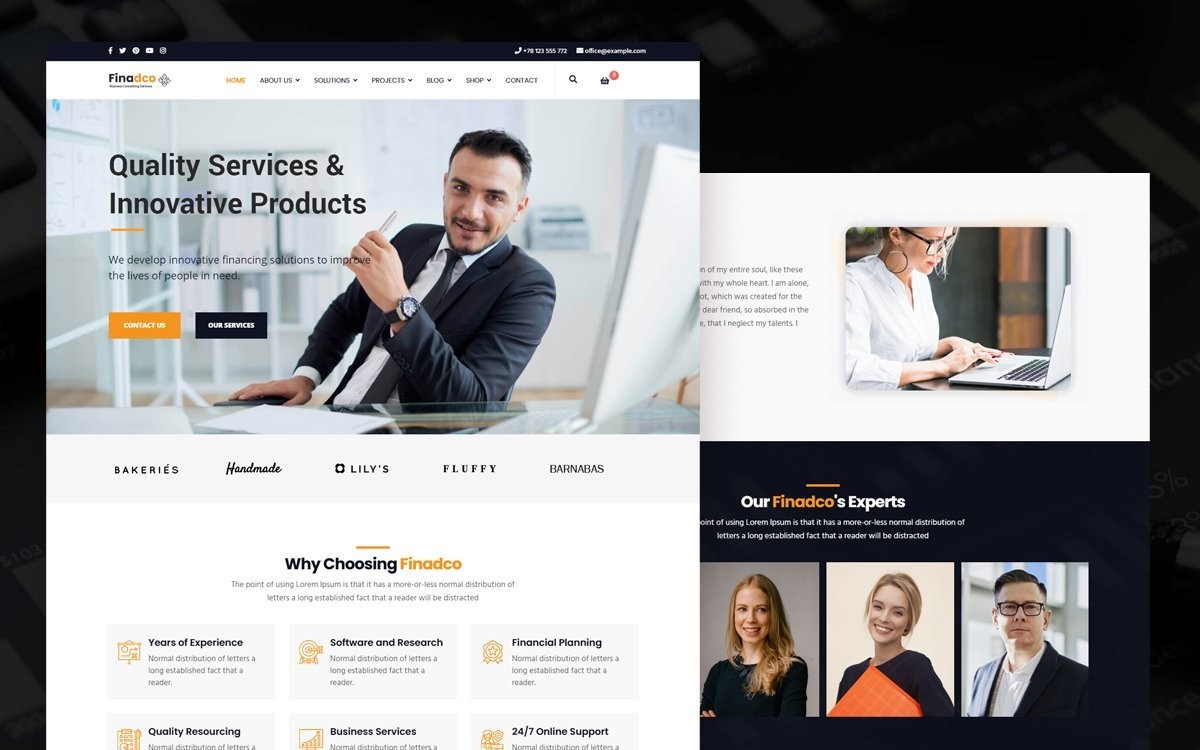 +78 123 555 772 office@example.com
Finadco
Business Consulting Services
HOME ABOUT US SOLUTIONS PROJECTS BLOG SHOP CONTACT
0
Quality Services &
Innovative Products
We develop innovative financing solutions to improve
the lives of people in need.
CONTACT US OUR SERVICES
BAKERIÉS Handmade LILY'S FLUFFY BARNABAS
Why Choosing Finadco
The point of using Lorem Ipsum is that it has a more-or-less normal distribution of
letters a long established fact that a reader will be distracted
Years of Experience
Normal distribution of letters a
long established fact that a
reader.
Software and Research
Normal distribution of letters a
long established fact that a
reader.
Financial Planning
Normal distribution of letters a
long established fact that a
reader.
Quality Resourcing
Normal distribution of letters a
Business Services
Normal distribution of letters a
24/7 Online Support
Normal distribution of letters a
of my entire soul, like these
with my whole heart. I am alone,
which was created for the
dear friend, so absorbed in the
that I neglect my talents. I
Our Finadco's Experts
point of using Lorem Ipsum is that it has a more-or-less normal distribution of
letters a long established fact that a reader will be distracted